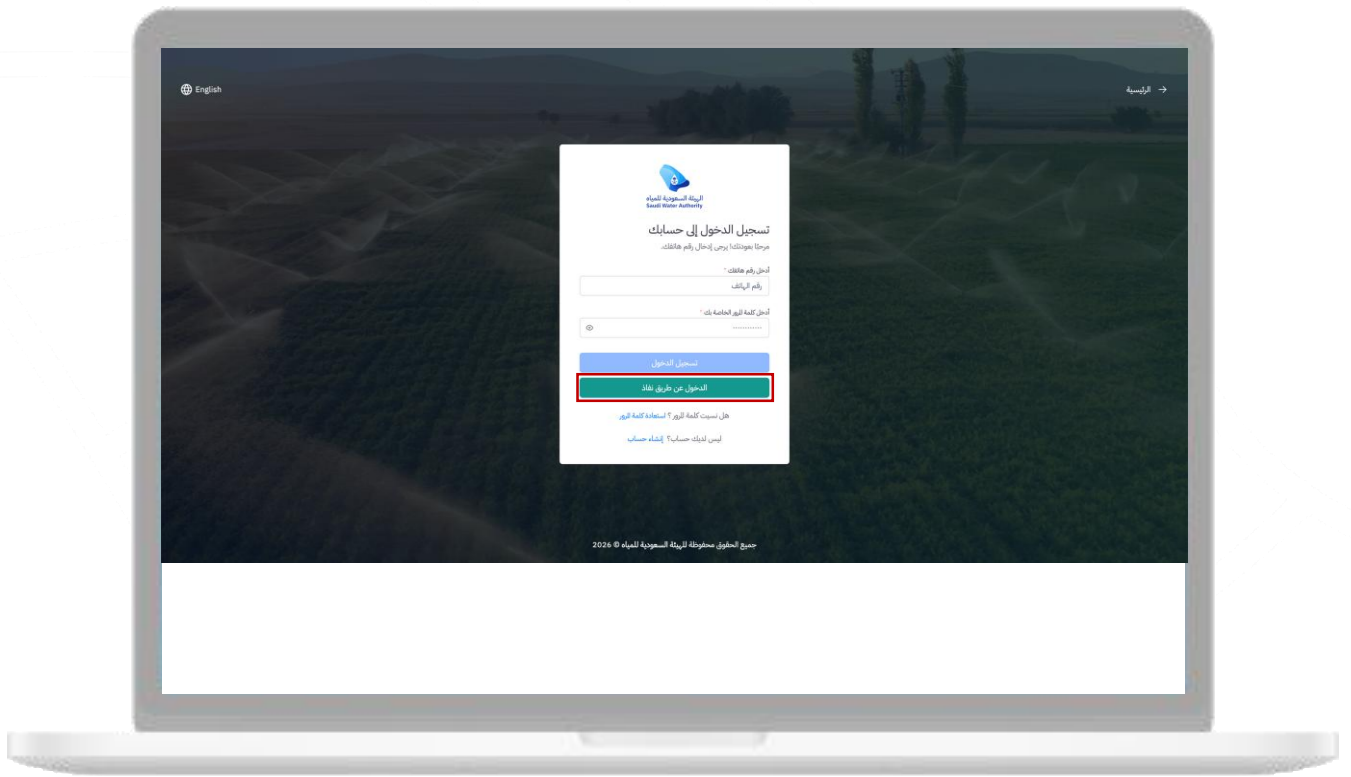 الرئيسية
English
الهيئة السعودية للمياه
Saudi Water Authority
تسجيل الدخول إلى حسابك
مرحبًا بعودتك! يرجى إدخال رقم هاتفك.
أدخل رقم هاتفك *
رقم الهاتف
أدخل كلمة المرور الخاصة بك *
تسجيل الدخول
الدخول عن طريق نفاذ
هل نسيت كلمة المرور ؟ استعادة كلمة المرور
ليس لديك حساب؟ إنشاء حساب
جميع الحقوق محفوظة للهيئة السعودية للمياه © 2026